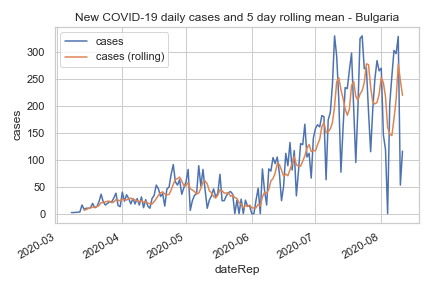 New COVID-19 daily cases and 5 day rolling mean - Bulgaria
cases
cases (rolling)
300
250
200
150
100
50
0
cases
2020-03
2020-04
2020-05
2020-06
2020-07
2020-08
dateRep